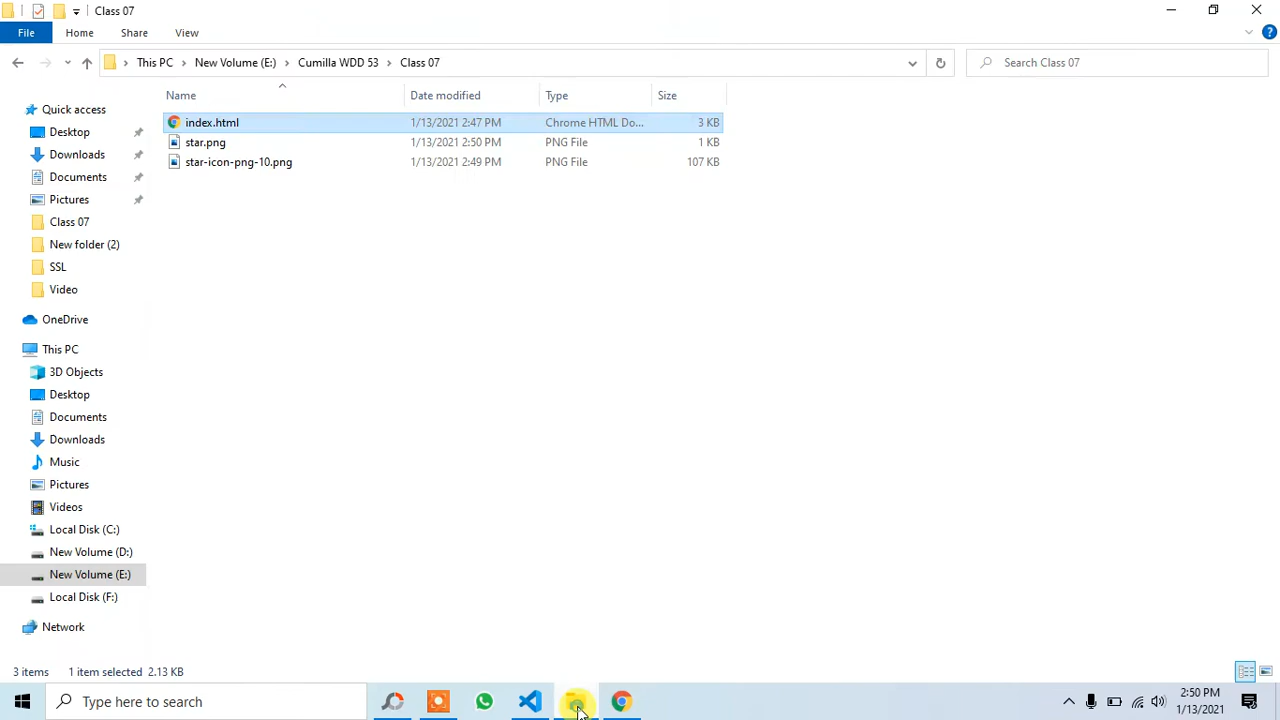 Class 07
File Home Share View
This PC New Volume (E:) Cumilla WDD 53 Class 07
Search Class 07
Name Date modified Type Size
index.html 1/13/2021 2:47 PM Chrome HTML Do... 3 KB
star.png 1/13/2021 2:50 PM PNG File 1 KB
star-icon-png-10.png 1/13/2021 2:49 PM PNG File 107 KB
Quick access
Desktop
Downloads
Documents
Pictures
Class 07
New folder (2)
SSL
Video
OneDrive
This PC
3D Objects
Desktop
Documents
Downloads
Music
Pictures
Videos
Local Disk (C:)
New Volume (D:)
New Volume (E:)
Local Disk (F:)
Network
3 items 1 item selected 2.13 KB
Type here to search
2:50 PM
1/13/2021